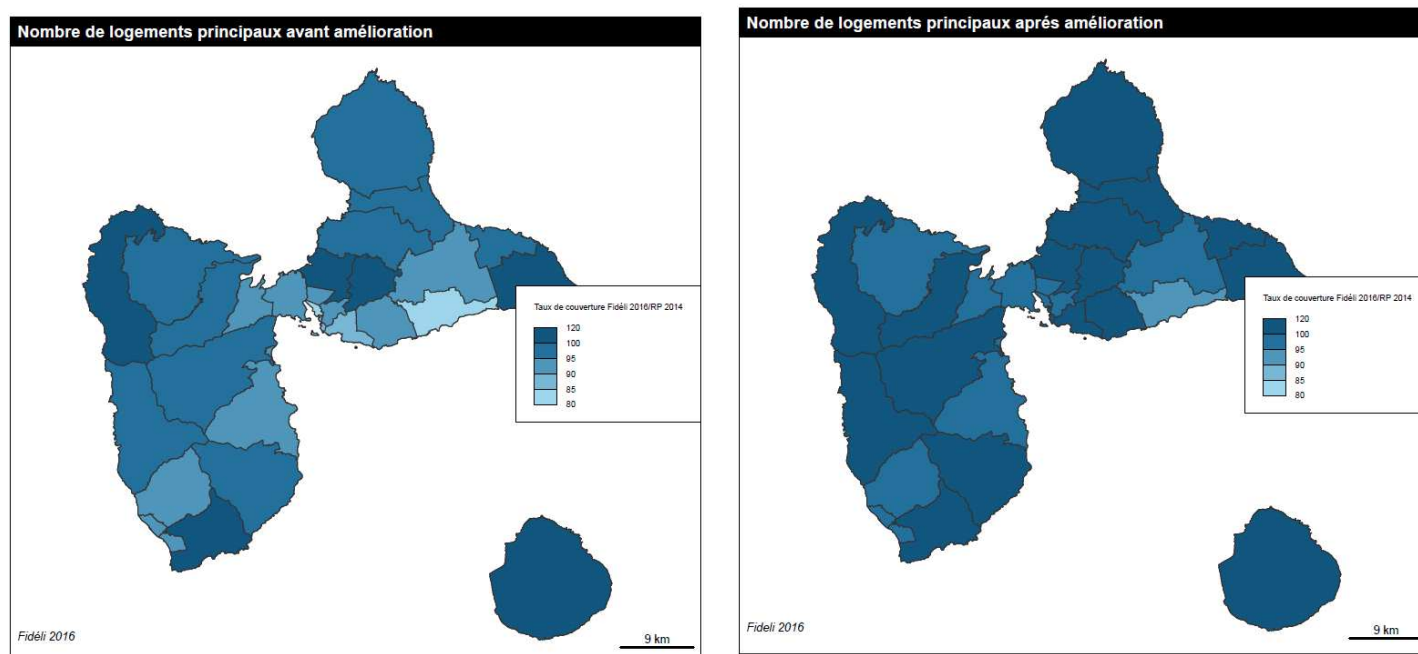 Nombre de logements principaux avant amélioration
Taux de couverture Fidéli 2016/RP 2014
120
100
95
90
85
80
Fidéli 2016
9 km
Nombre de logements principaux aprés amélioration
Taux de couverture Fidéli 2016/RP 2014
120
100
95
90
85
80
Fideli 2016
9 km